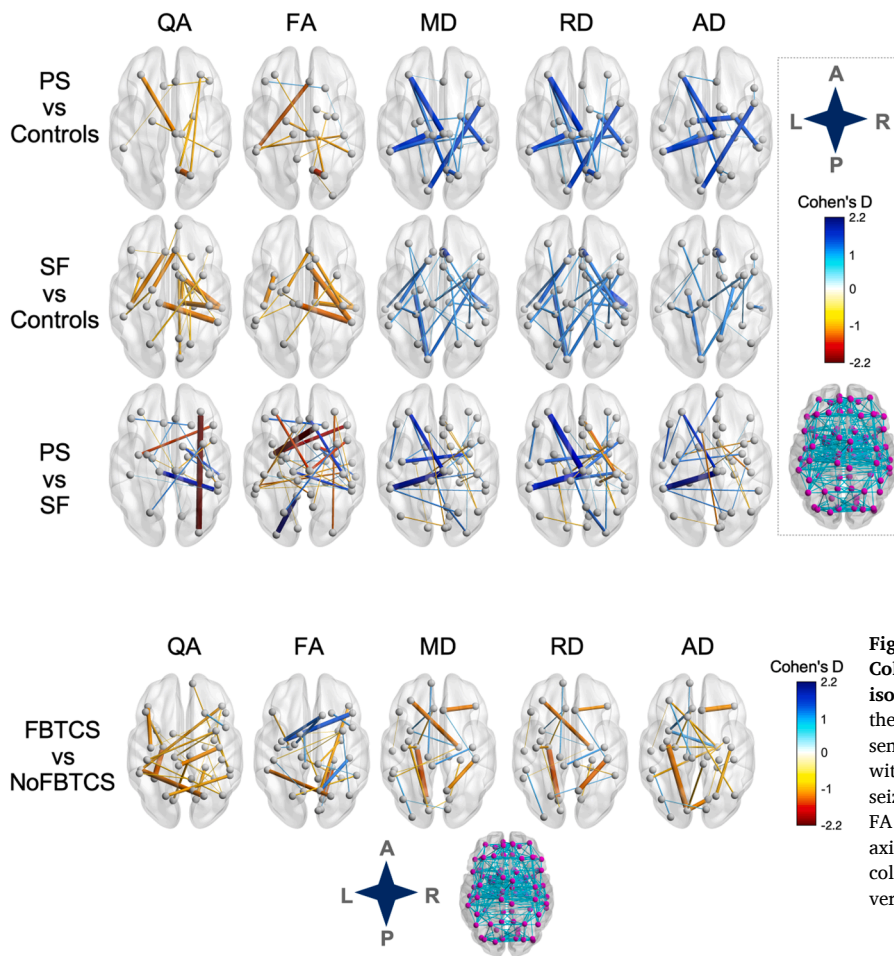 QA FA MD RD AD
PS
vs
Controls
A
L R
P
Cohen's D
2.2
1
0
-1
-2.2
SF
vs
Controls
PS
vs
SF
QA FA MD RD AD
FBTCS
vs
NoFBTCS
Cohen's D
2.2
1
0
-1
-2.2
A
L R
P
Fig
Col
iso
the
sen
with
seiz
FA
axi
col
ver